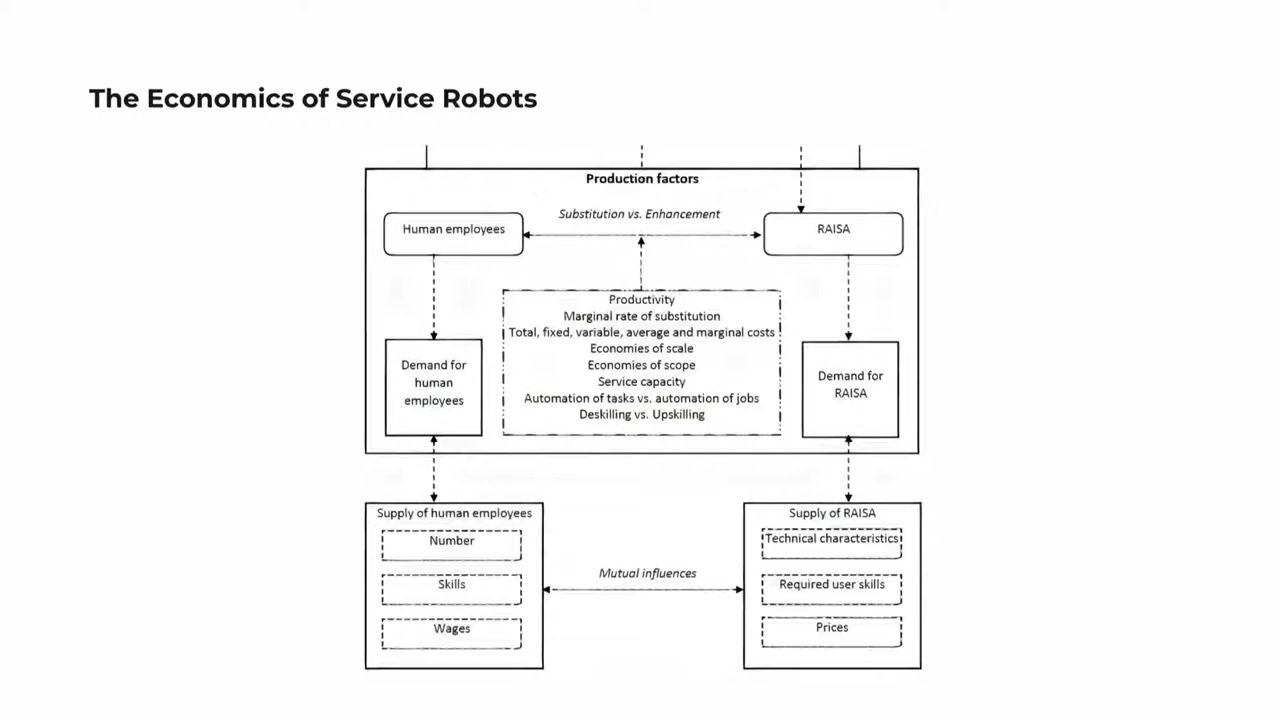 The Economics of Service Robots
Production factors
Substitution vs. Enhancement
Human employees
RAISA
Productivity
Marginal rate of substitution
Total, fixed, variable, average and marginal costs
Economies of scale
Economies of scope
Service capacity
Automation of tasks vs. automation of jobs
Deskilling vs. Upskilling
Demand for
human
employees
Demand for
RAISA
Supply of human employees
Number
Skills
Wages
Mutual influences
Supply of RAISA
Technical characteristics
Required user skills
Prices